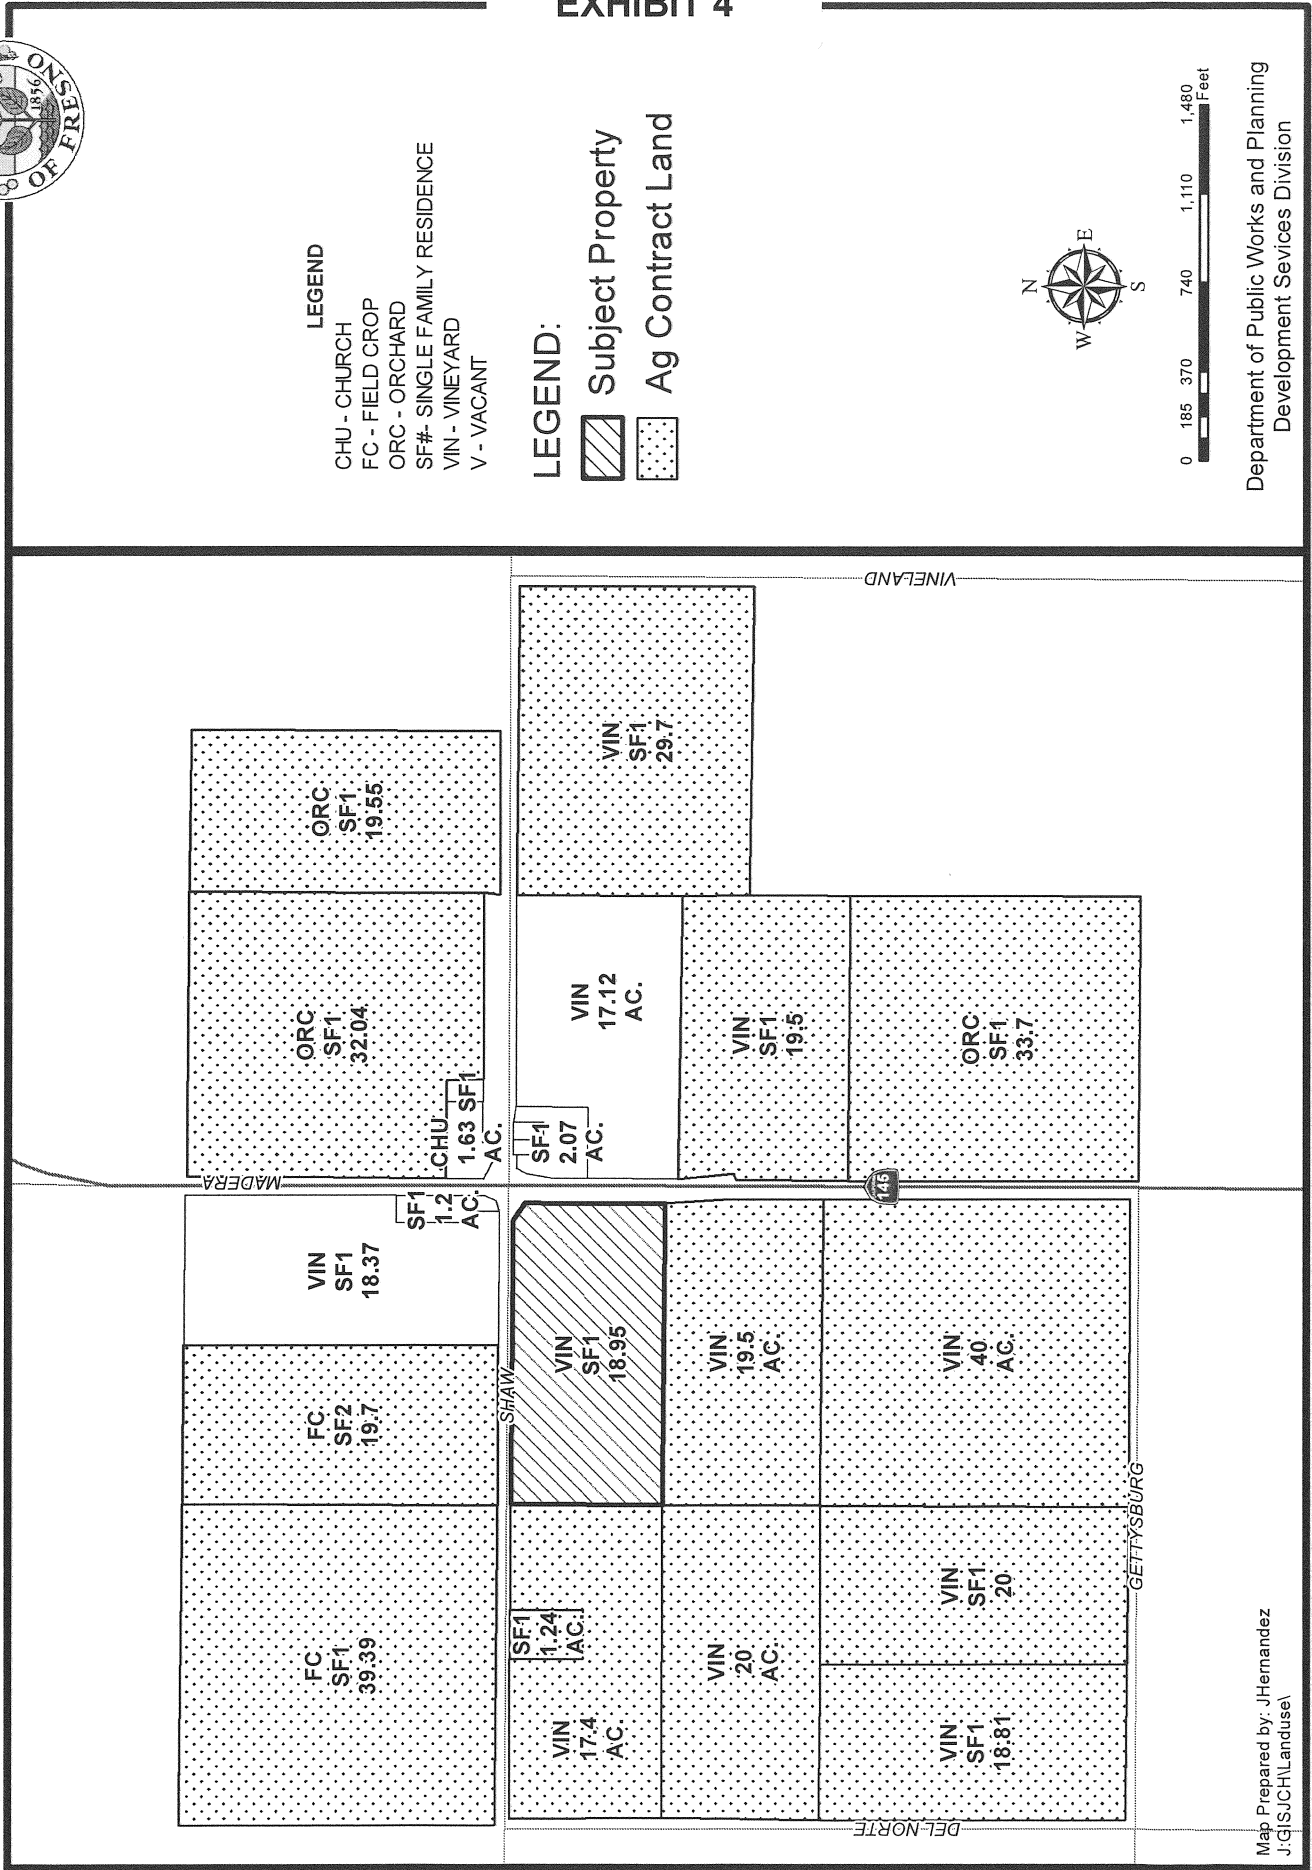 EXHIBIT 4
OF FRESNO
1856
LEGEND
CHU - CHURCH
FC - FIELD CROP
ORC - ORCHARD
SF#- SINGLE FAMILY RESIDENCE
VIN - VINEYARD
V - VACANT
LEGEND:
Subject Property
Ag Contract Land
N
W
E
S
0 185 370 740 1,110 1,480
Feet
Department of Public Works and Planning
Development Sevices Division
FC
SF1
39.39
FC
SF2
19.7
VIN
SF1
18.37
SF1
1.2
AC.
MADERA
ORC
SF1
32.04
ORC
SF1
19.55
CHU
1.63
AC.
SF1
SHAW
VIN
17.4
AC.
SF1
1.24
AC.
VIN
SF1
18.95
SF1
2.07
AC.
VIN
17.12
AC.
VIN
SF1
29.7
VINELAND
VIN
20
AC.
VIN
19.5
AC.
VIN
SF1
19.5
DEL NORTE
VIN
SF1
18.81
VIN
SF1
20
VIN
40
AC.
145
ORC
SF1
33.7
GETTYSBURG
Map Prepared by: JHernandez
J:GISJCH\Landuse\